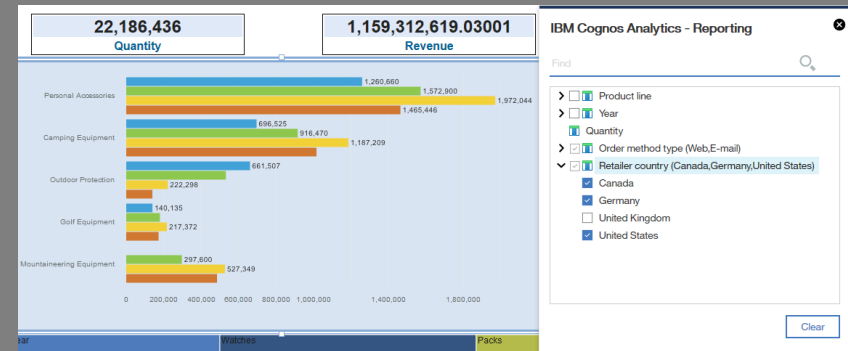 22,186,436
Quantity
1,159,312,619.03001
Revenue
Personal Accessories
1,260,660
1,572,900
1,972,044
1,465,446
Camping Equipment
696,525
916,470
1,187,209
Outdoor Protection
661,507
222,298
Golf Equipment
140,135
217,372
Mountaineering Equipment
297,600
527,349
0 200,000 400,000 600,000 800,000 1,000,000 1,400,000 1,800,000
ear Watches Packs
IBM Cognos Analytics - Reporting
Find
Product line
Year
Quantity
Order method type (Web,E-mail)
Retailer country (Canada,Germany,United States)
Canada
Germany
United Kingdom
United States
Clear